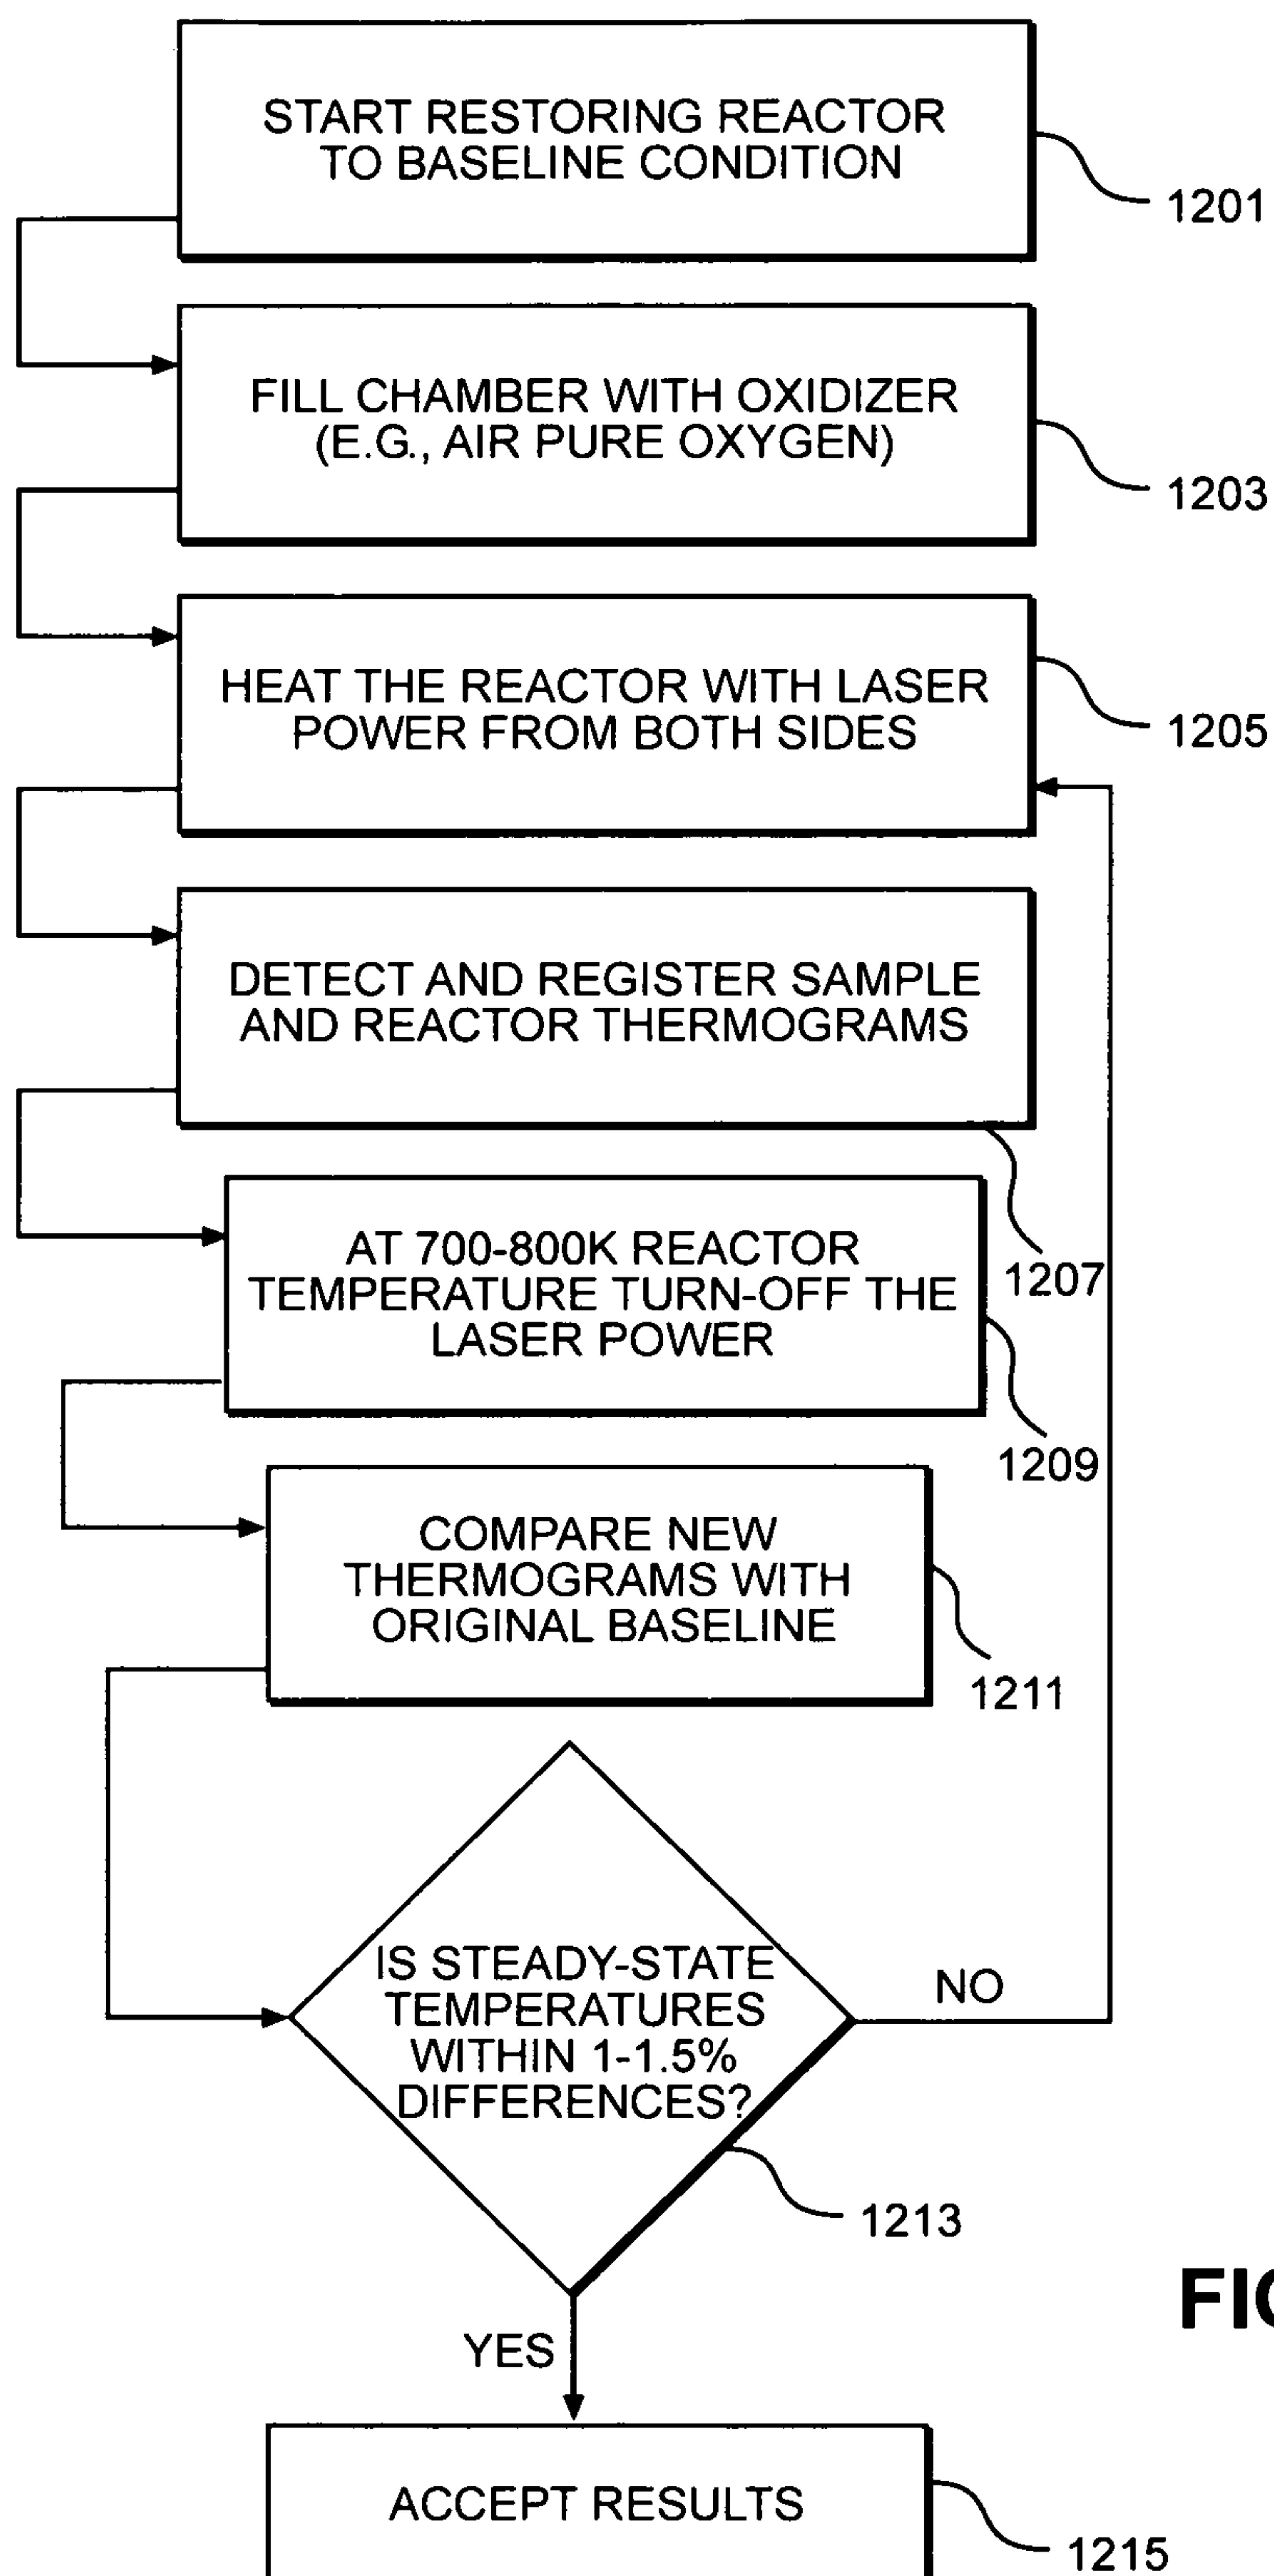 START RESTORING REACTOR
TO BASELINE CONDITION
1201
FILL CHAMBER WITH OXIDIZER
(E.G., AIR PURE OXYGEN)
1203
HEAT THE REACTOR WITH LASER
POWER FROM BOTH SIDES
1205
DETECT AND REGISTER SAMPLE
AND REACTOR THERMOGRAMS
1207
AT 700-800K REACTOR
TEMPERATURE TURN-OFF THE
LASER POWER
1209
COMPARE NEW
THERMOGRAMS WITH
ORIGINAL BASELINE
1211
IS STEADY-STATE
TEMPERATURES
WITHIN 1-1.5%
DIFFERENCES?
NO
1213
YES
ACCEPT RESULTS
1215